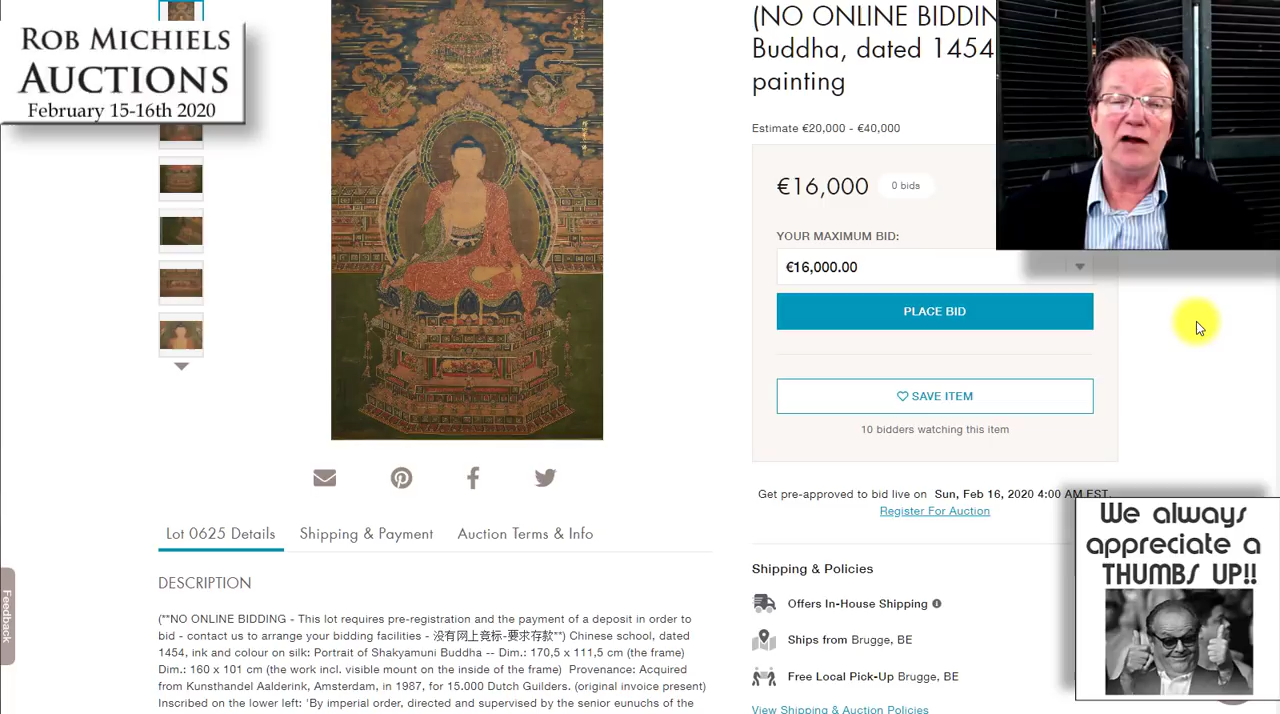 ROB MICHIELS
AUCTIONS
February 15-16th 2020
(NO ONLINE BIDDIN
Buddha, dated 1454
painting
Estimate €20,000 - €40,000
€16,000 0 bids
YOUR MAXIMUM BID:
€16,000.00
PLACE BID
SAVE ITEM
10 bidders watching this item
Get pre-approved to bid live on Sun, Feb 16, 2020 4:00 AM EST.
Register For Auction
Shipping & Policies
Offers In-House Shipping
Ships from Brugge, BE
Free Local Pick-Up Brugge, BE
View Shipping & Auction Policies
Lot 0625 Details Shipping & Payment Auction Terms & Info
DESCRIPTION
(**NO ONLINE BIDDING - This lot requires pre-registration and the payment of a deposit in order to
bid - contact us to arrange your bidding facilities - 没有网上竞标-要求存款**) Chinese school, dated
1454, ink and colour on silk: Portrait of Shakyamuni Buddha -- Dim.: 170,5 x 111,5 cm (the frame)
Dim.: 160 x 101 cm (the work incl. visible mount on the inside of the frame) Provenance: Acquired
from Kunsthandel Aalderink, Amsterdam, in 1987, for 15.000 Dutch Guilders. (original invoice present)
Inscribed on the lower left: 'By imperial order, directed and supervised by the senior eunuchs of the
Feedback
We always
appreciate a
THUMBS UP!!